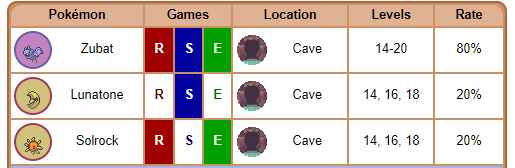 Pokémon Games Location Levels Rate
Zubat R S E Cave 14-20 80%
Lunatone R S E Cave 14, 16, 18 20%
Solrock R S E Cave 14, 16, 18 20%